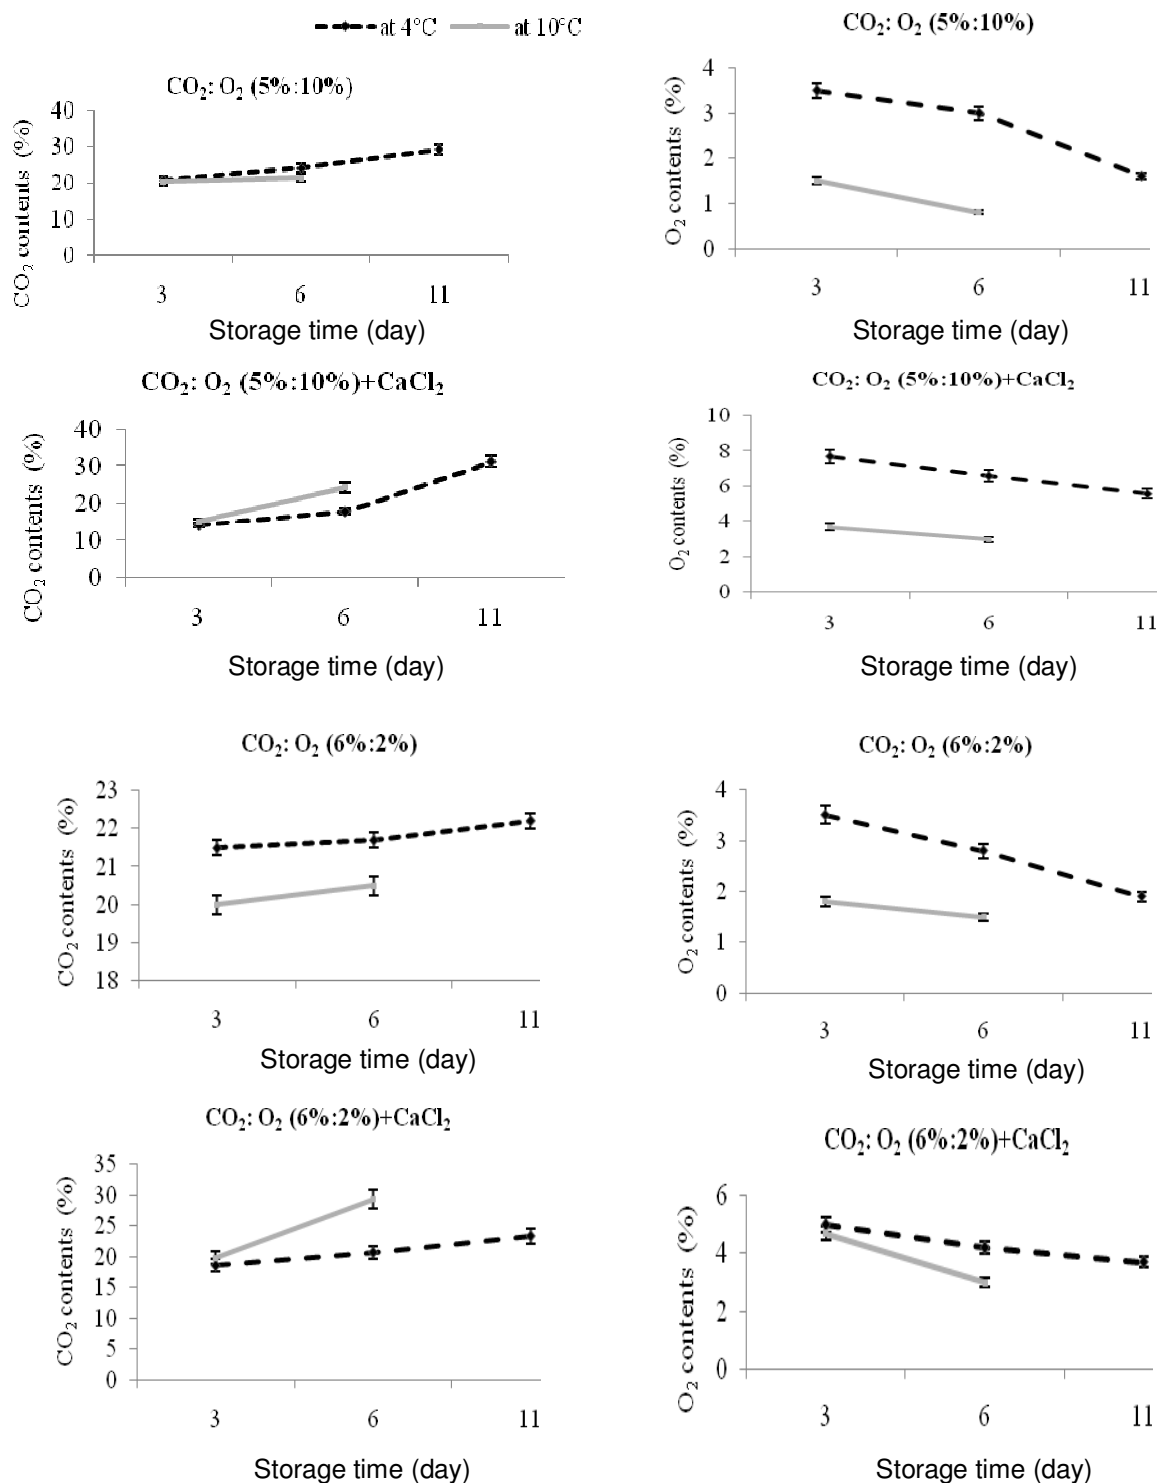 at 4°C at 10°C
CO₂: O₂ (5%:10%)
CO₂ contents (%)
40
30
20
10
0
3 6 11
Storage time (day)
CO₂: O₂ (5%:10%)
O₂ contents (%)
4
3
2
1
0
3 6 11
Storage time (day)
CO₂: O₂ (5%:10%)+CaCl₂
CO₂ contents (%)
40
30
20
10
0
3 6 11
Storage time (day)
CO₂: O₂ (5%:10%)+CaCl₂
O₂ contents (%)
10
8
6
4
2
0
3 6 11
Storage time (day)
CO₂: O₂ (6%:2%)
CO₂ contents (%)
23
22
21
20
19
18
3 6 11
Storage time (day)
CO₂: O₂ (6%:2%)
O₂ contents (%)
4
3
2
1
0
3 6 11
Storage time (day)
CO₂: O₂ (6%:2%)+CaCl₂
CO₂ contents (%)
35
30
25
20
15
10
5
0
3 6 11
Storage time (day)
CO₂: O₂ (6%:2%)+CaCl₂
O₂ contents (%)
6
4
2
0
3 6 11
Storage time (day)